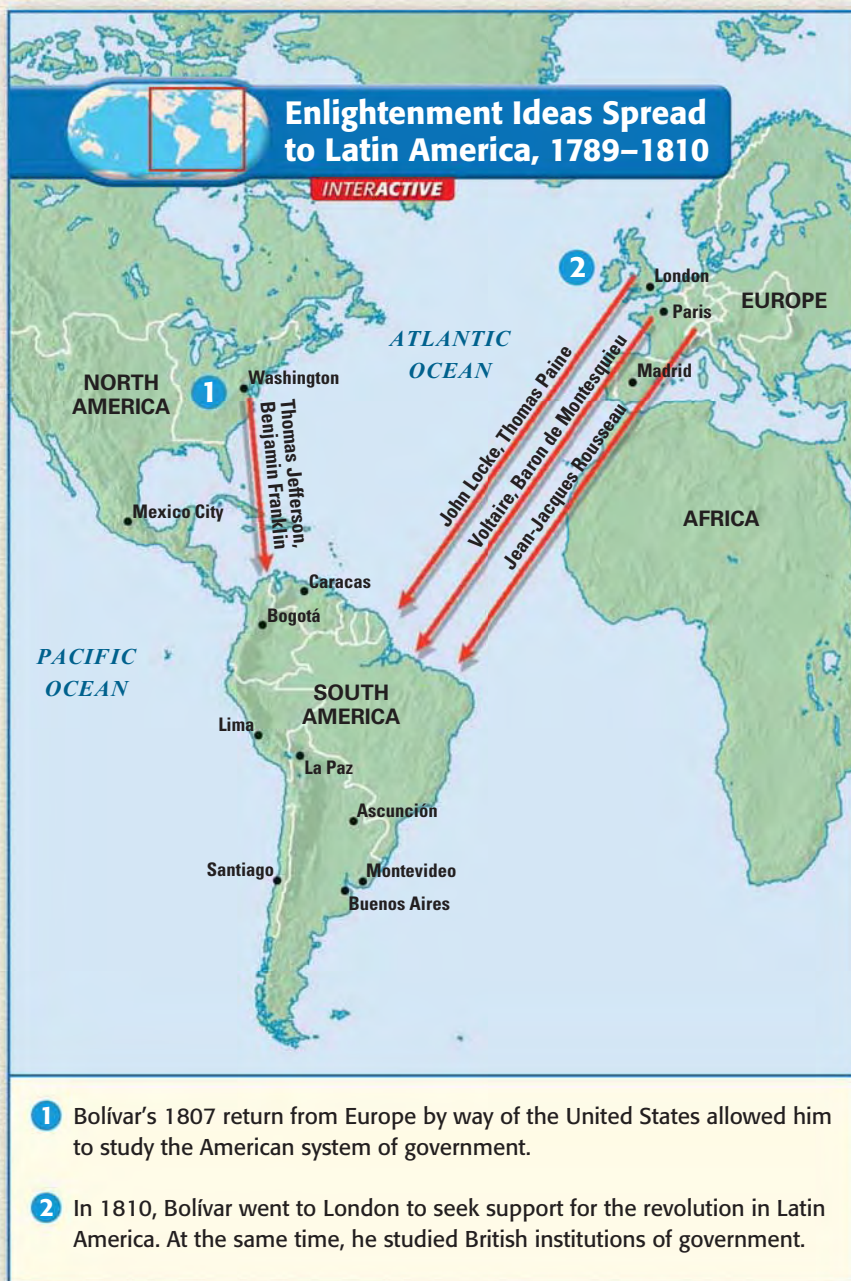 Enlightenment Ideas Spread
to Latin America, 1789–1810
INTERACTIVE
2
London
Paris
EUROPE
ATLANTIC
OCEAN
Madrid
NORTH
AMERICA
1
Washington
Thomas Jefferson,
Benjamin Franklin
John Locke, Thomas Paine
Voltaire, Baron de Montesquieu
Jean-Jacques Rousseau
Mexico City
AFRICA
Caracas
Bogotá
PACIFIC
OCEAN
SOUTH
AMERICA
Lima
La Paz
Ascunción
Santiago
Montevideo
Buenos Aires
1 Bolívar's 1807 return from Europe by way of the United States allowed him
to study the American system of government.
2 In 1810, Bolívar went to London to seek support for the revolution in Latin
America. At the same time, he studied British institutions of government.